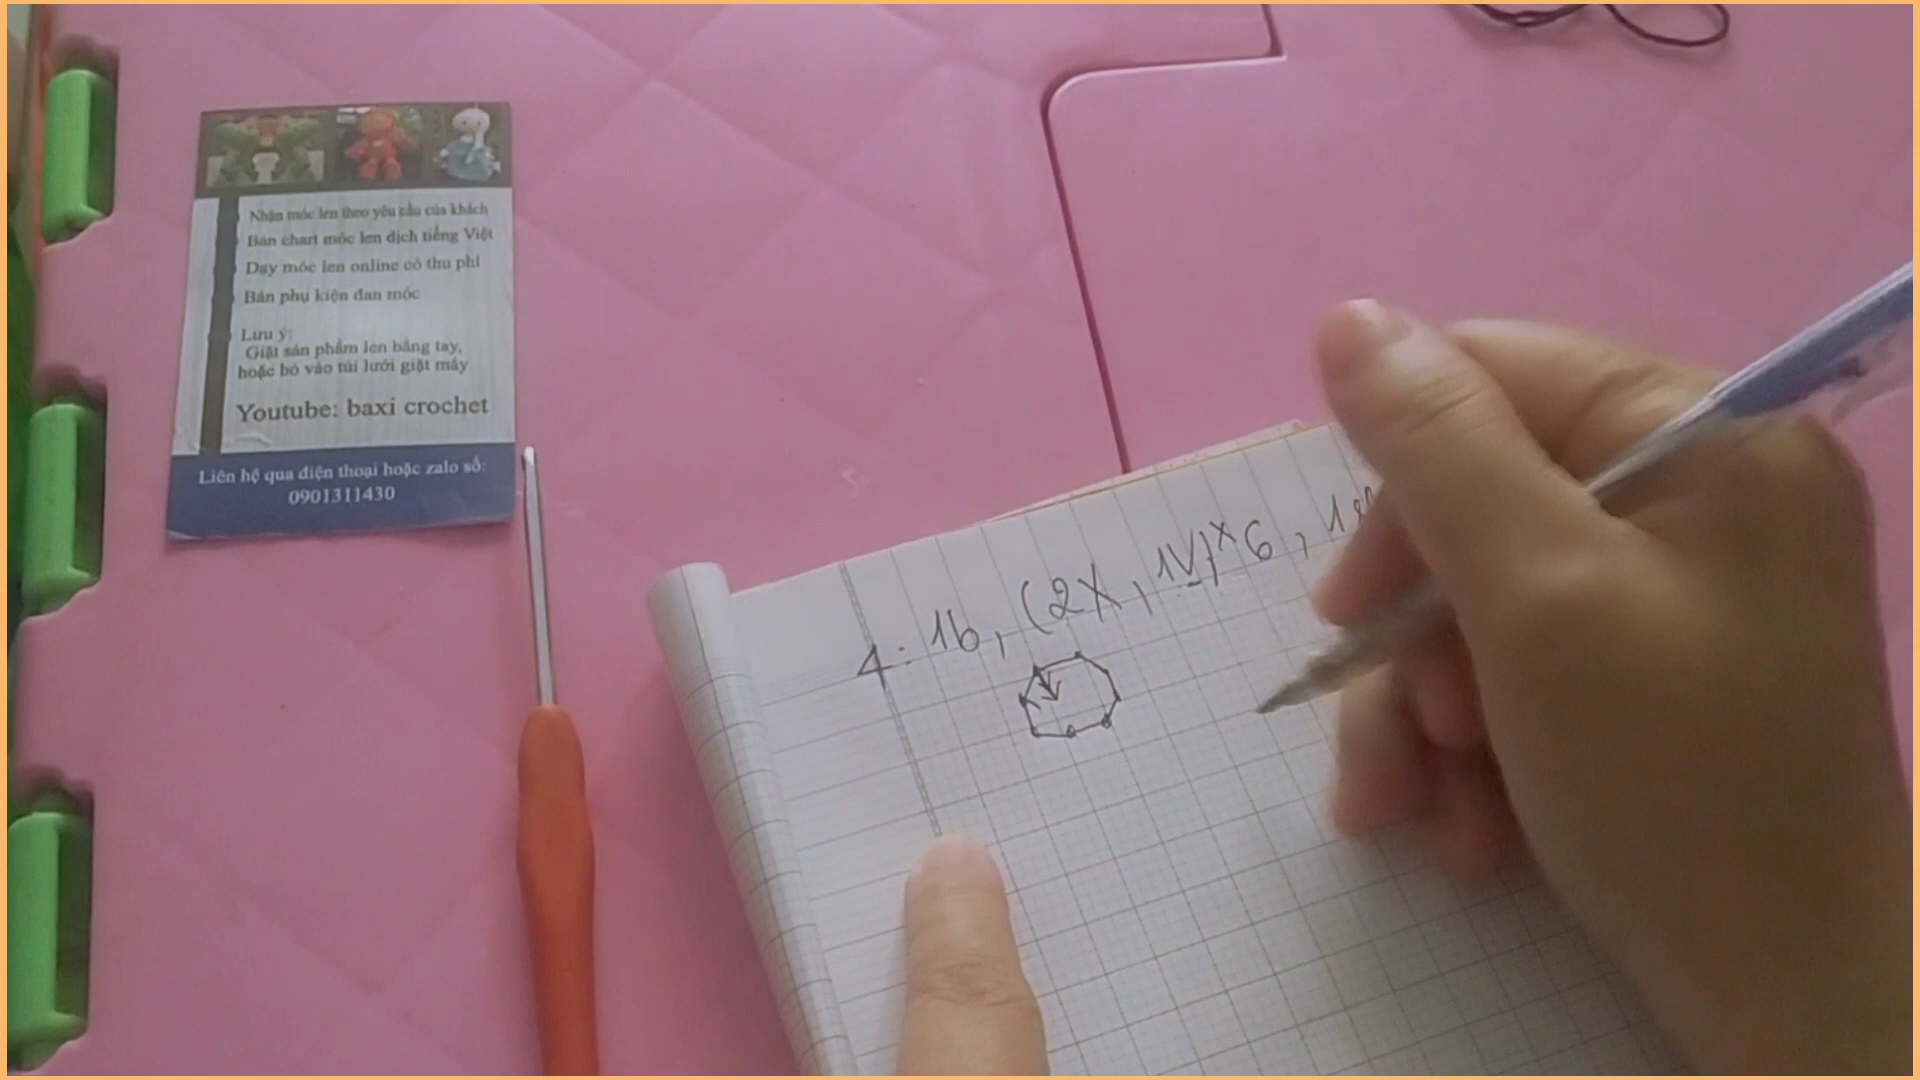 Nhận móc len theo yêu cầu của khách
Bán chart móc len dịch tiếng Việt
Dạy móc len online có thu phí
Bán phụ kiện đan móc
Lưu ý:
Giặt sản phẩm len bằng tay,
hoặc bỏ vào túi lưới giặt máy
Youtube: baxi crochet
Liên hệ qua điện thoại hoặc zalo số:
0901311430
4: 1b, (2X, 1V)x6, 1